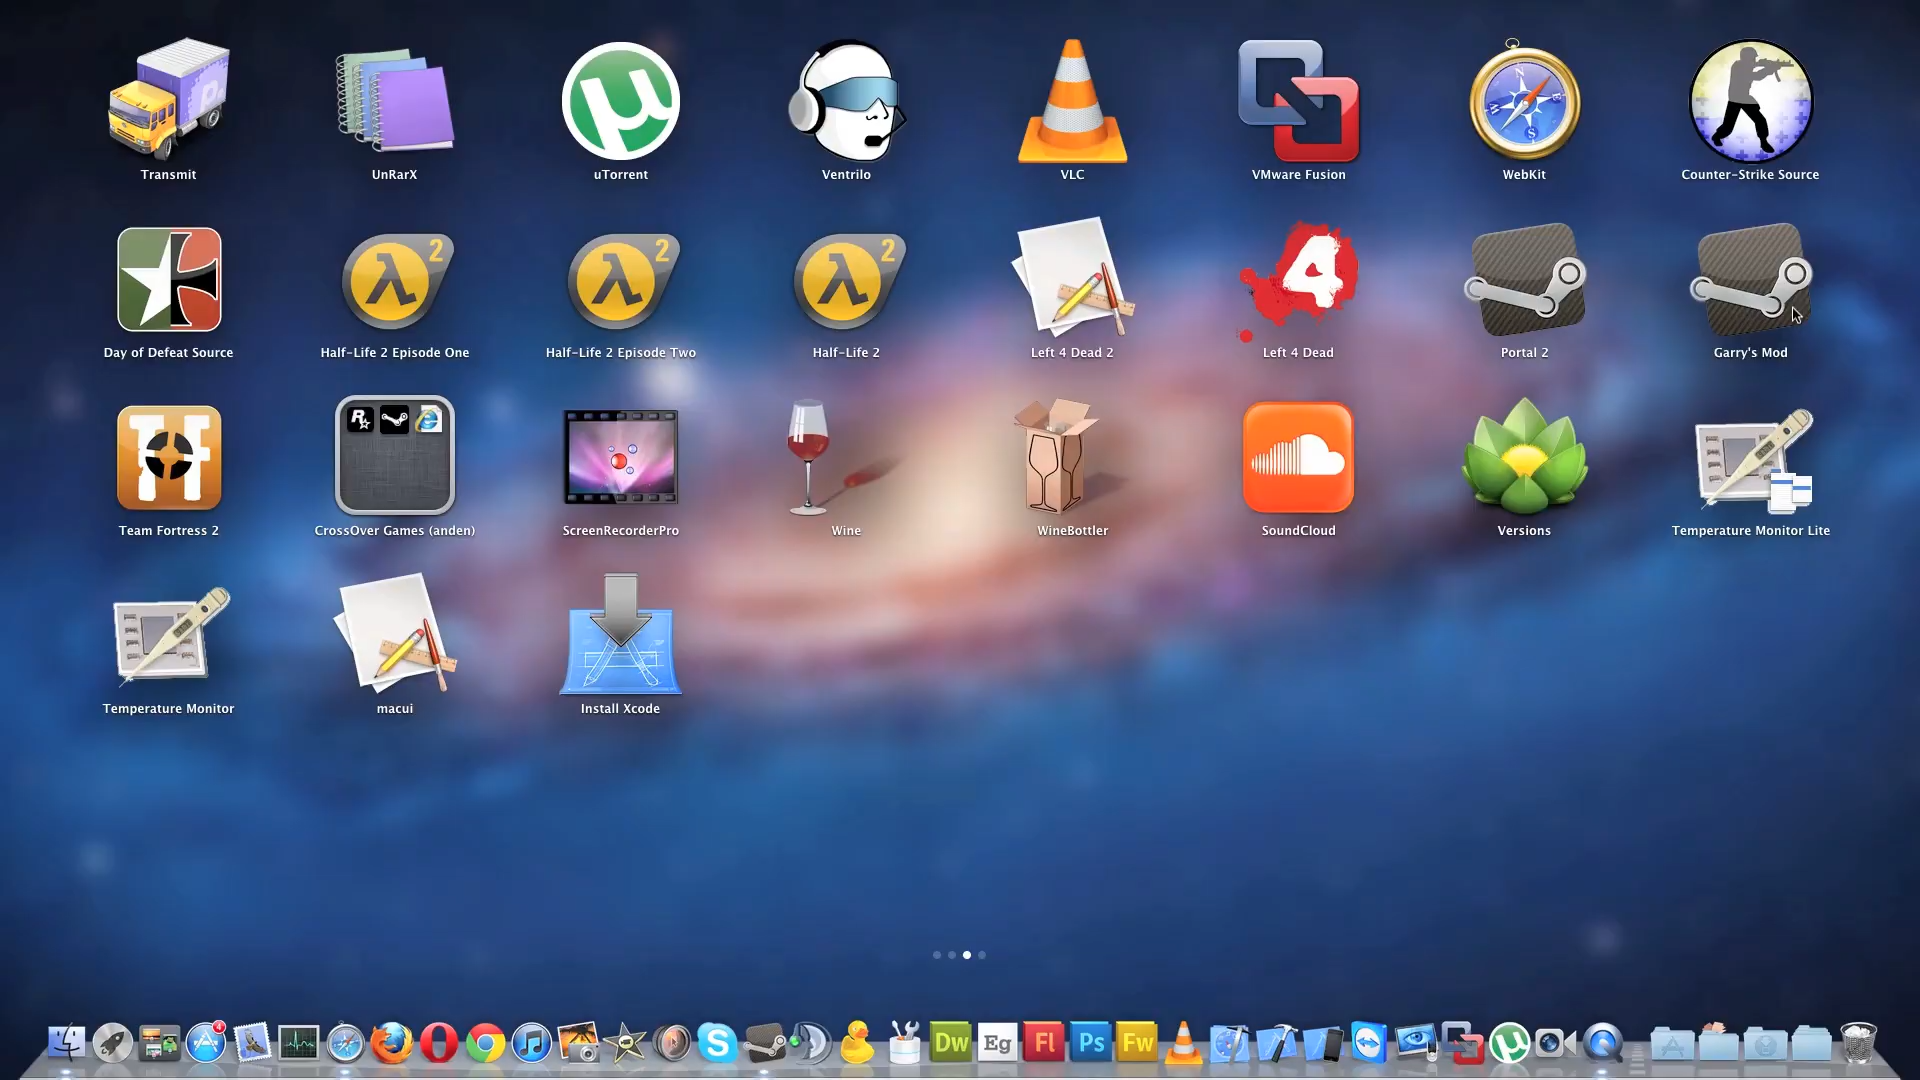 Transmit
UnRarX
uTorrent
Ventrilo
VLC
VMware Fusion
WebKit
Counter-Strike Source
Day of Defeat Source
Half-Life 2 Episode One
Half-Life 2 Episode Two
Half-Life 2
Left 4 Dead 2
Left 4 Dead
Portal 2
Garry's Mod
Team Fortress 2
CrossOver Games (anden)
ScreenRecorderPro
Wine
WineBottler
SoundCloud
Versions
Temperature Monitor Lite
Temperature Monitor
macui
Install Xcode
4
Dw
Eg
Fl
Ps
Fw